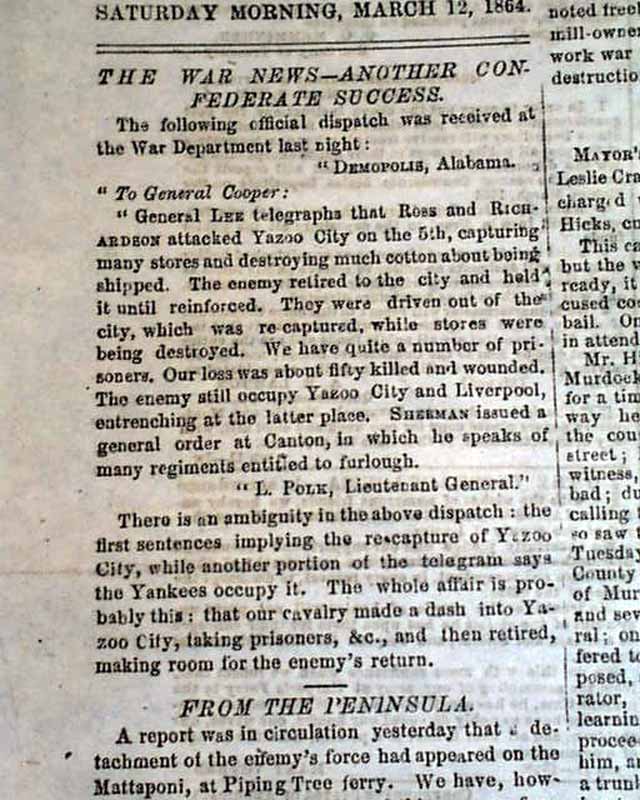 SATURDAY MORNING, MARCH 12, 1864.
THE WAR NEWS—ANOTHER CON-
FEDERATE SUCCESS.
The following official dispatch was received at
the War Department last night:
"DEMOPOLIS, Alabama.
"To General Cooper:
"General LEE telegraphs that Ross and RICH-
ARDSON attacked Yazoo City on the 5th, capturing
many stores and destroying much cotton about being
shipped. The enemy retired to the city and held
it until reinforced. They were driven out of the
city, which was re-captured, while stores were
being destroyed. We have quite a number of pri-
soners. Our loss was about fifty killed and wounded.
The enemy still occupy Yazoo City and Liverpool,
entrenching at the latter place. SHERMAN issued a
general order at Canton, in which he speaks of
many regiments entitled to furlough.
"L. POLK, Lieutenant General."
There is an ambiguity in the above dispatch: the
first sentences implying the re-capture of Yazoo
City, while another portion of the telegram says
the Yankees occupy it. The whole affair is pro-
bably this: that our cavalry made a dash into Ya-
zoo City, taking prisoners, &c., and then retired,
making room for the enemy's return.
FROM THE PENINSULA.
A report was in circulation yesterday that a de-
tachment of the enemy's force had appeared on the
Mattaponi, at Piping Tree ferry. We have, how-
noted
mill-owne
work war
destructio
MAYOR'
Leslie Cra
charged
Hicks, c
This ca
but the
ready, it
cused co
bail. O
in attend
Mr. H
Murdock
for a tim
way he
the cou
street;
witness,
bad; du
calling
so saw t
Tuesday
County
of Mur
and sev
ral; on
fered to
posed,
rator,
learnin
procee
him, a
a trun